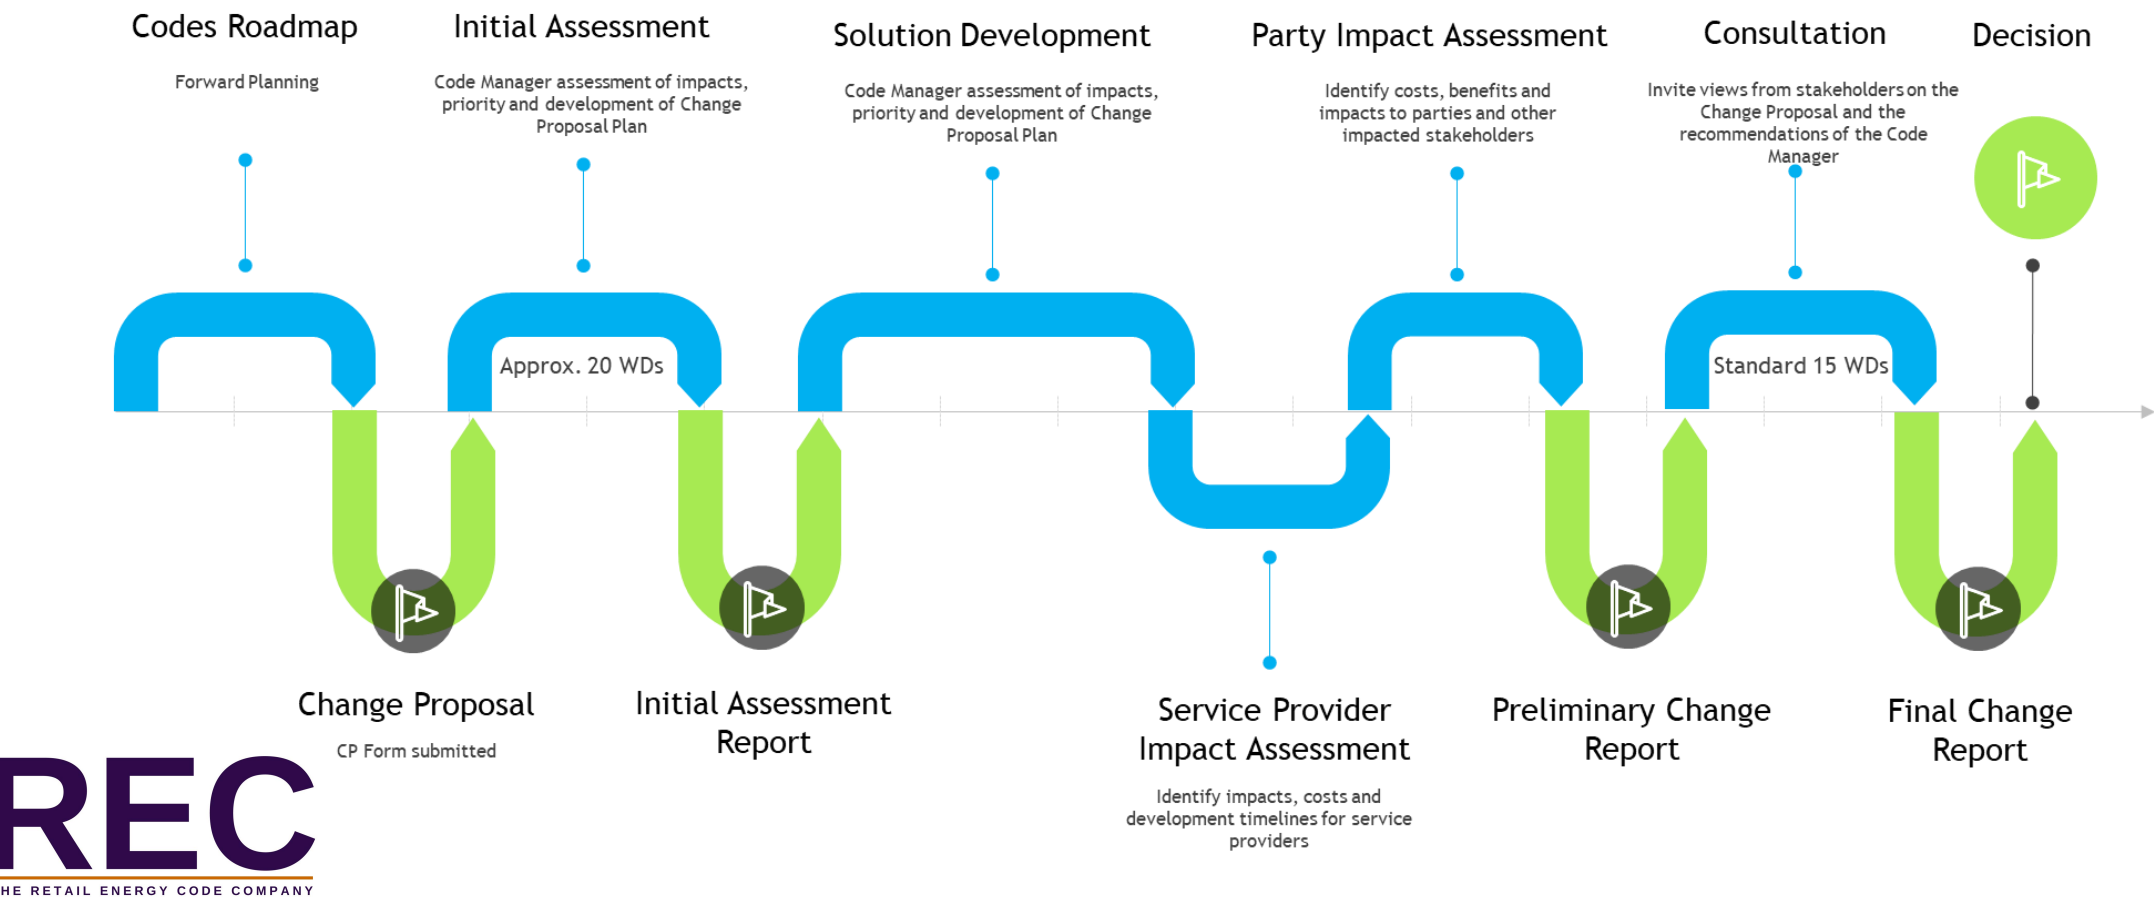 Codes Roadmap
Forward Planning
Initial Assessment
Code Manager assessment of impacts,
priority and development of Change
Proposal Plan
Solution Development
Code Manager assessment of impacts,
priority and development of Change
Proposal Plan
Party Impact Assessment
Identify costs, benefits and
impacts to parties and other
impacted stakeholders
Consultation
Invite views from stakeholders on the
Change Proposal and the
recommendations of the Code
Manager
Decision
Approx. 20 WDs
Standard 15 WDs
Change Proposal
CP Form submitted
Initial Assessment
Report
Service Provider
Impact Assessment
Identify impacts, costs and
development timelines for service
providers
Preliminary Change
Report
Final Change
Report
REC
HE RETAIL ENERGY CODE COMPANY